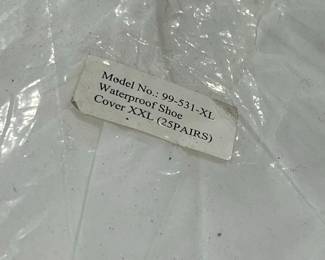 Model No.: 99-531-XL
Waterproof Shoe
Cover XXL (25PAIRS)